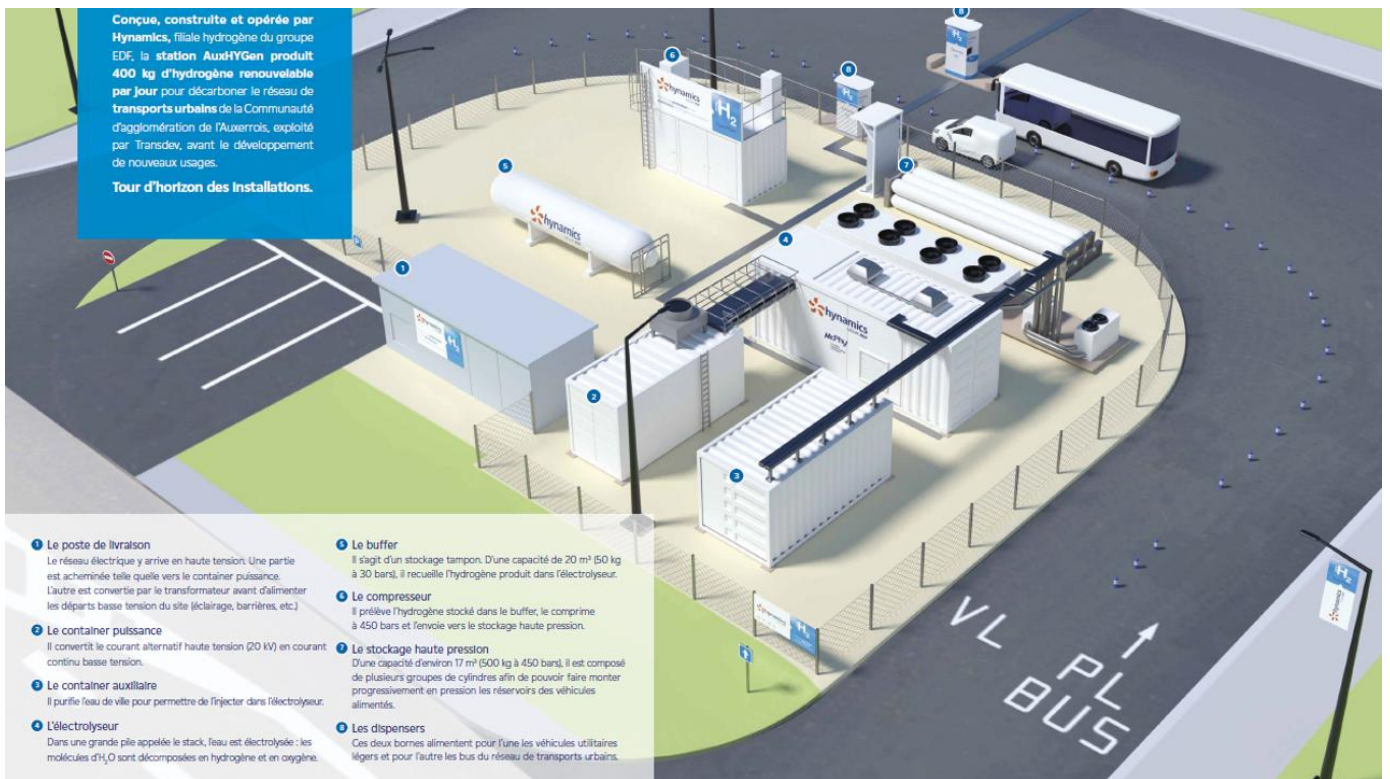 Conçue, construite et opérée par
Hynamics, filiale hydrogène du groupe
EDF, la station AuxHYGen produit
400 kg d'hydrogène renouvelable
par jour pour décarboner le réseau de
transports urbains de la Communauté
d'agglomération de l'Auxerrois, exploité
par Transdev, avant le développement
de nouveaux usages.
Tour d'horizon des installations.
8
6
8
hynamics
H2
H2
H2
5
7
hynamics
4
1
hynamics
H2
hynamics
McPhy
2
3
hynamics
H2
H2
hynamics
VL PL
BUS
1 Le poste de livraison
Le réseau électrique y arrive en haute tension. Une partie
est acheminée telle quelle vers le container puissance.
L'autre est convertie par le transformateur avant d'alimenter
les départs basse tension du site (éclairage, barrières, etc.)
2 Le container puissance
Il convertit le courant alternatif haute tension (20 kV) en courant
continu basse tension.
3 Le container auxiliaire
Il purifie l'eau de ville pour permettre de l'injecter dans l'électrolyseur.
4 L'électrolyseur
Dans une grande pile appelée le stack, l'eau est électrolysée : les
molécules d'H2O sont décomposées en hydrogène et en oxygène.
5 Le buffer
Il s'agit d'un stockage tampon. D'une capacité de 20 m³ (50 kg
à 30 bars), il recueille l'hydrogène produit dans l'électrolyseur.
6 Le compresseur
Il prélève l'hydrogène stocké dans le buffer, le comprime
à 450 bars et l'envoie vers le stockage haute pression.
7 Le stockage haute pression
D'une capacité d'environ 17 m³ (500 kg à 450 bars), il est composé
de plusieurs groupes de cylindres afin de pouvoir faire monter
progressivement en pression les réservoirs des véhicules
alimentés.
8 Les dispensers
Ces deux bornes alimentent pour l'une les véhicules utilitaires
légers et pour l'autre les bus du réseau de transports urbains.